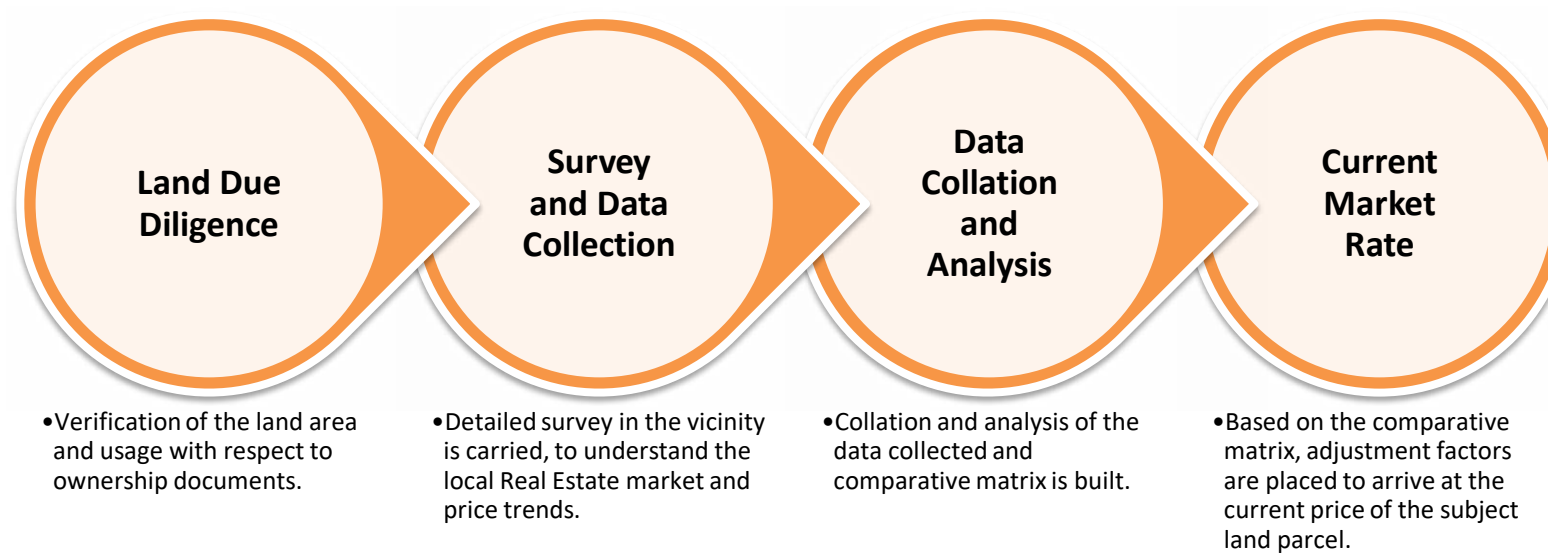 Land Due
Diligence
•Verification of the land area
and usage with respect to
ownership documents.
Survey
and Data
Collection
•Detailed survey in the vicinity
is carried, to understand the
local Real Estate market and
price trends.
Data
Collation
and
Analysis
•Collation and analysis of the
data collected and
comparative matrix is built.
Current
Market
Rate
•Based on the comparative
matrix, adjustment factors
are placed to arrive at the
current price of the subject
land parcel.